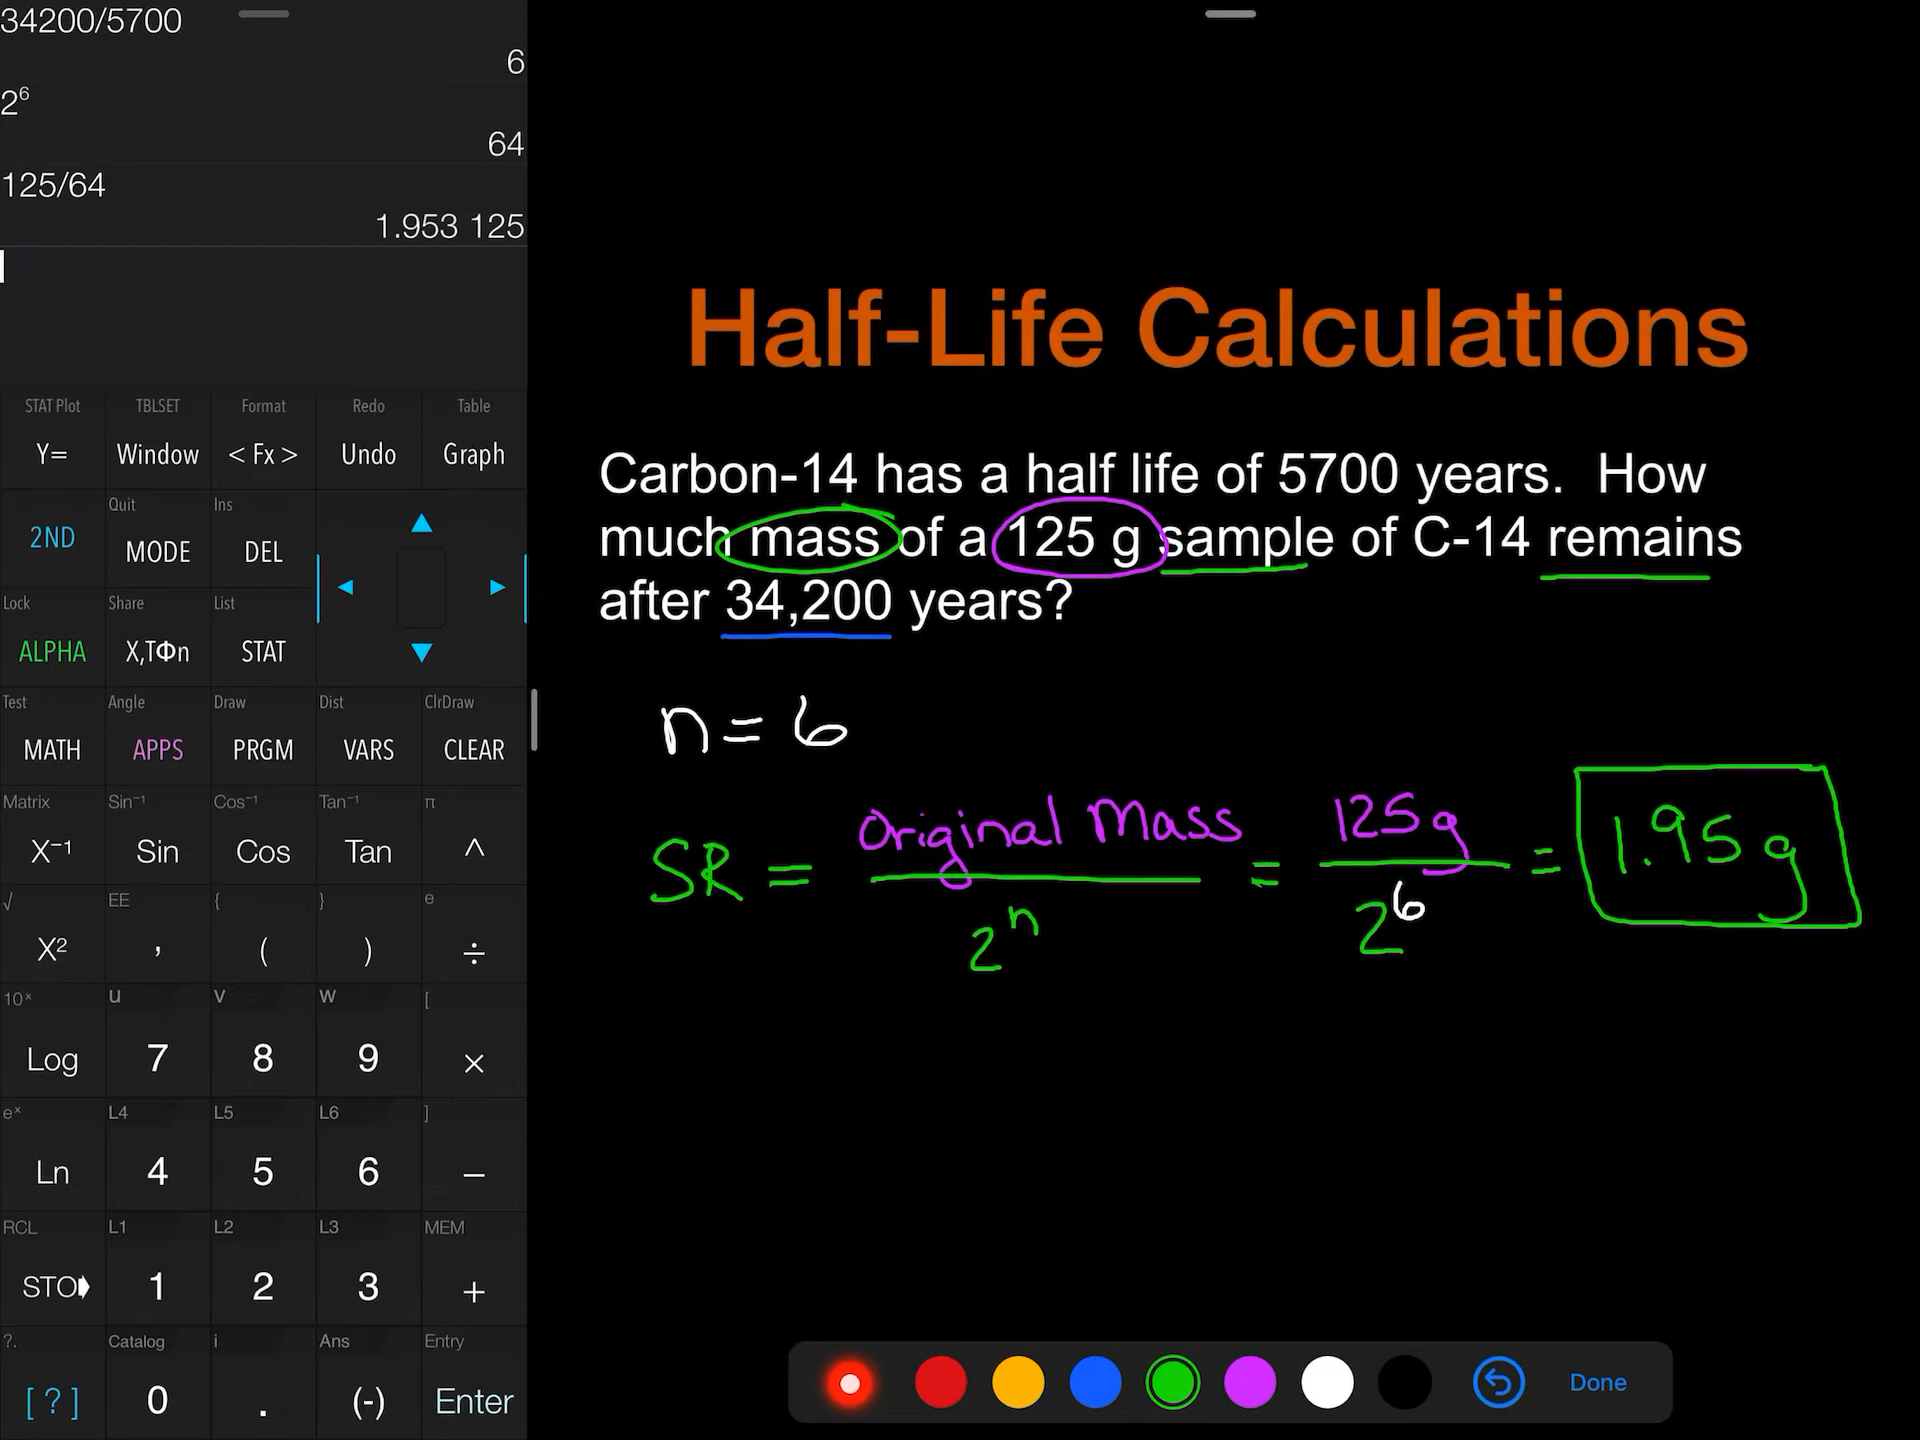 34200/5700
6
2⁶
64
125/64
1.953 125
STAT Plot TBLSET Format Redo Table
Y= Window < Fx > Undo Graph
Quit Ins
2ND MODE DEL
Lock Share List
ALPHA X,TΦn STAT
Test Angle Draw Dist ClrDraw
MATH APPS PRGM VARS CLEAR
Matrix Sin⁻¹ Cos⁻¹ Tan⁻¹ π
X⁻¹ Sin Cos Tan ^
√ EE { } e
X² , ( ) ÷
10ˣ u v w [
Log 7 8 9 ×
eˣ L4 L5 L6 ]
Ln 4 5 6 −
RCL L1 L2 L3 MEM
STO 1 2 3 +
?. Catalog i Ans Entry
[ ? ] 0 . (-) Enter
Half-Life Calculations
Carbon-14 has a half life of 5700 years. How
much mass of a 125 g sample of C-14 remains
after 34,200 years?
n = 6
SR = Original Mass / 2ⁿ = 125g / 2⁶ = 1.95 g
Done